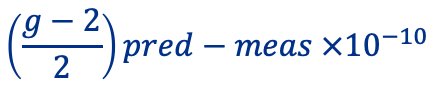 (g − 2 / 2) pred − meas ×10⁻¹⁰